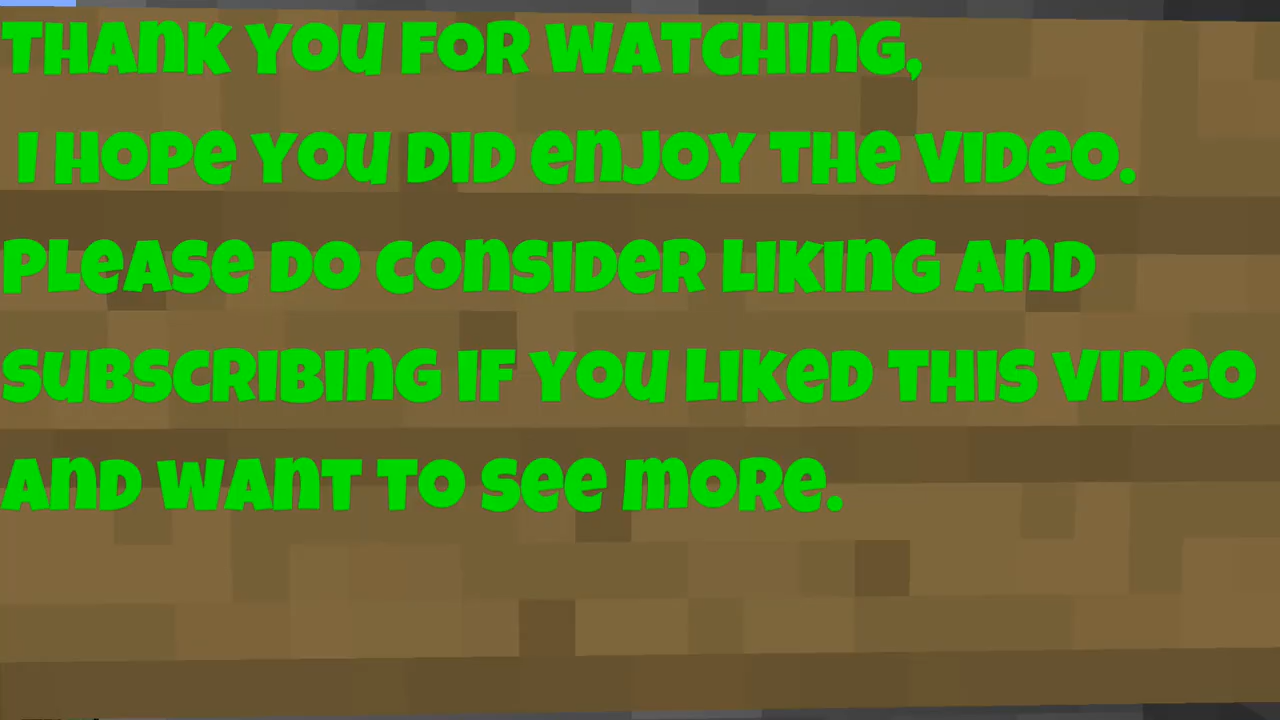 THANK YOU FOR WATCHING,
I HOPE YOU DID ENJOY THE VIDEO.
PLEASE DO CONSIDER LIKING AND
SUBSCRIBING IF YOU LIKED THIS VIDEO
AND WANT TO SEE MORE.